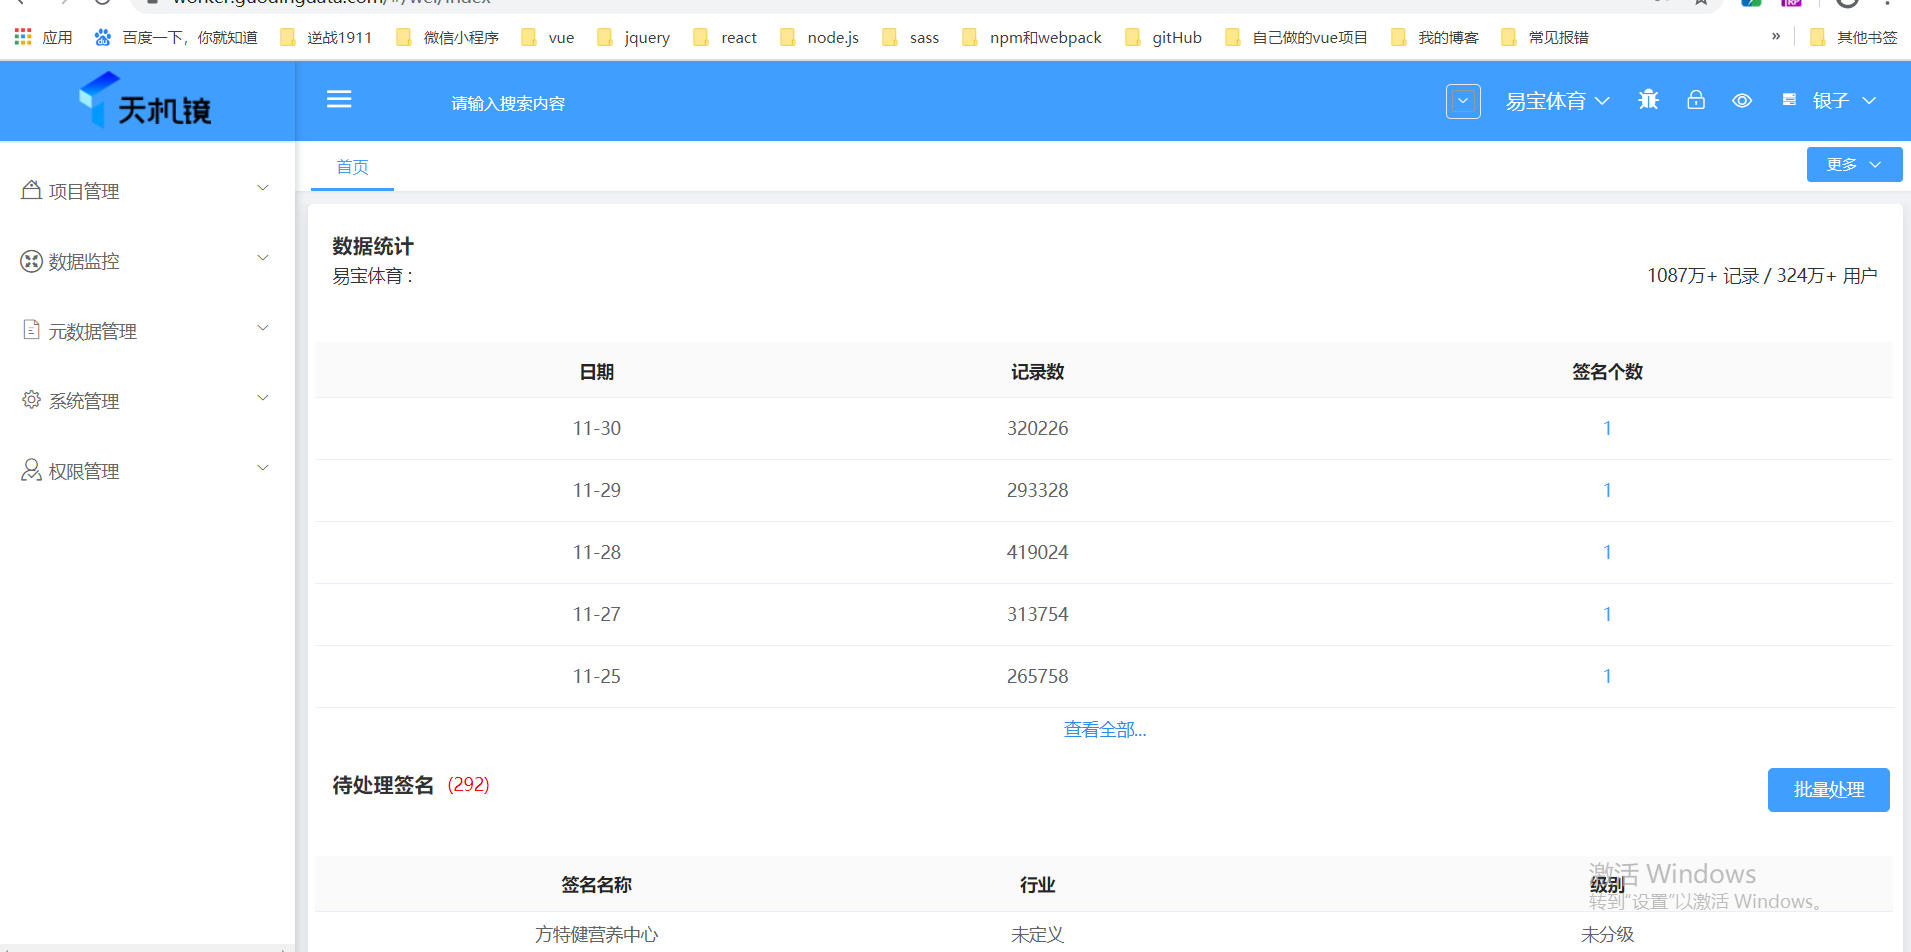 应用 百度一下，你就知道 逆战1911 微信小程序 vue jquery react node.js sass npm和webpack gitHub 自己做的vue项目 我的博客 常见报错 » 其他书签
天机镜 请输入搜索内容 易宝体育 银子
首页 更多
项目管理
数据监控
元数据管理
系统管理
权限管理
数据统计
易宝体育 : 1087万+ 记录 / 324万+ 用户
日期 记录数 签名个数
11-30 320226 1
11-29 293328 1
11-28 419024 1
11-27 313754 1
11-25 265758 1
查看全部...
待处理签名 (292) 批量处理
签名名称 行业 级别
方特健营养中心 未定义 未分级
激活 Windows
转到"设置"以激活 Windows。